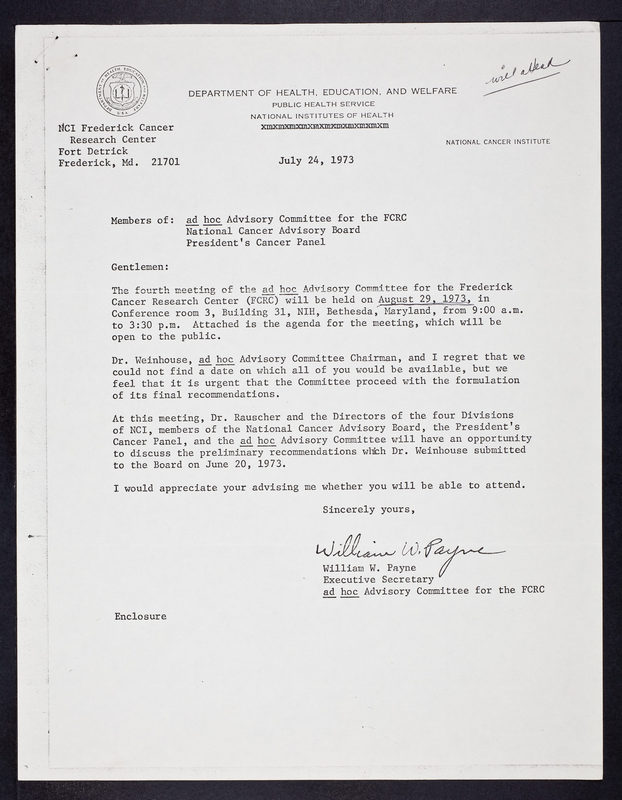 will attend
DEPARTMENT OF HEALTH, EDUCATION, AND WELFARE
PUBLIC HEALTH SERVICE
NATIONAL INSTITUTES OF HEALTH
NCI Frederick Cancer
Research Center
Fort Detrick
Frederick, Md. 21701
NATIONAL CANCER INSTITUTE
July 24, 1973
Members of: ad hoc Advisory Committee for the FCRC
National Cancer Advisory Board
President's Cancer Panel
Gentlemen:
The fourth meeting of the ad hoc Advisory Committee for the Frederick
Cancer Research Center (FCRC) will be held on August 29, 1973, in
Conference room 3, Building 31, NIH, Bethesda, Maryland, from 9:00 a.m.
to 3:30 p.m. Attached is the agenda for the meeting, which will be
open to the public.
Dr. Weinhouse, ad hoc Advisory Committee Chairman, and I regret that we
could not find a date on which all of you would be available, but we
feel that it is urgent that the Committee proceed with the formulation
of its final recommendations.
At this meeting, Dr. Rauscher and the Directors of the four Divisions
of NCI, members of the National Cancer Advisory Board, the President's
Cancer Panel, and the ad hoc Advisory Committee will have an opportunity
to discuss the preliminary recommendations which Dr. Weinhouse submitted
to the Board on June 20, 1973.
I would appreciate your advising me whether you will be able to attend.
Sincerely yours,
William W. Payne
William W. Payne
Executive Secretary
ad hoc Advisory Committee for the FCRC
Enclosure